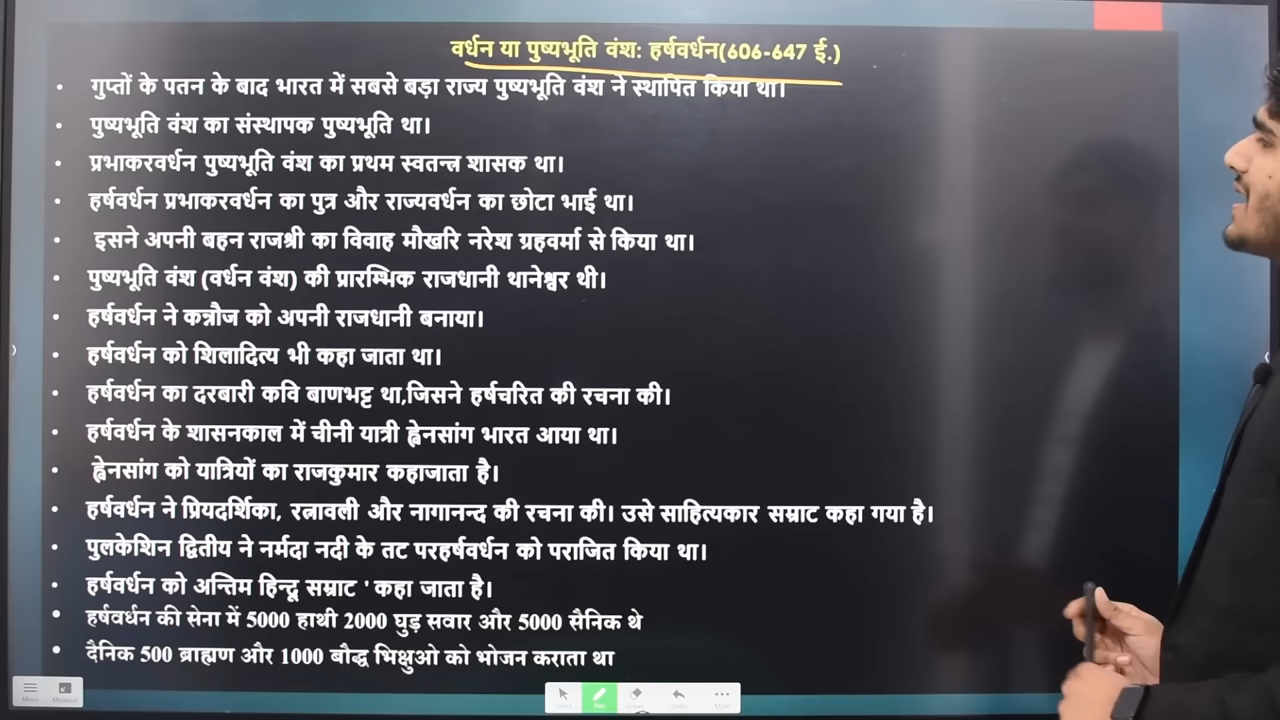 वर्धन या पुष्यभूति वंश: हर्षवर्धन(606-647 ई.)
• गुप्तों के पतन के बाद भारत में सबसे बड़ा राज्य पुष्यभूति वंश ने स्थापित किया था।
• पुष्यभूति वंश का संस्थापक पुष्यभूति था।
• प्रभाकरवर्धन पुष्यभूति वंश का प्रथम स्वतन्त्र शासक था।
• हर्षवर्धन प्रभाकरवर्धन का पुत्र और राज्यवर्धन का छोटा भाई था।
• इसने अपनी बहन राजश्री का विवाह मौखरि नरेश ग्रहवर्मा से किया था।
• पुष्यभूति वंश (वर्धन वंश) की प्रारम्भिक राजधानी थानेश्वर थी।
• हर्षवर्धन ने कन्नौज को अपनी राजधानी बनाया।
• हर्षवर्धन को शिलादित्य भी कहा जाता था।
• हर्षवर्धन का दरबारी कवि बाणभट्ट था,जिसने हर्षचरित की रचना की।
• हर्षवर्धन के शासनकाल में चीनी यात्री ह्वेनसांग भारत आया था।
• ह्वेनसांग को यात्रियों का राजकुमार कहाजाता है।
• हर्षवर्धन ने प्रियदर्शिका, रत्नावली और नागानन्द की रचना की। उसे साहित्यकार सम्राट कहा गया है।
• पुलकेशिन द्वितीय ने नर्मदा नदी के तट परहर्षवर्धन को पराजित किया था।
• हर्षवर्धन को अन्तिम हिन्दू सम्राट ' कहा जाता है।
• हर्षवर्धन की सेना में 5000 हाथी 2000 घुड़ सवार और 5000 सैनिक थे
• दैनिक 500 ब्राह्मण और 1000 बौद्ध भिक्षुओ को भोजन कराता था